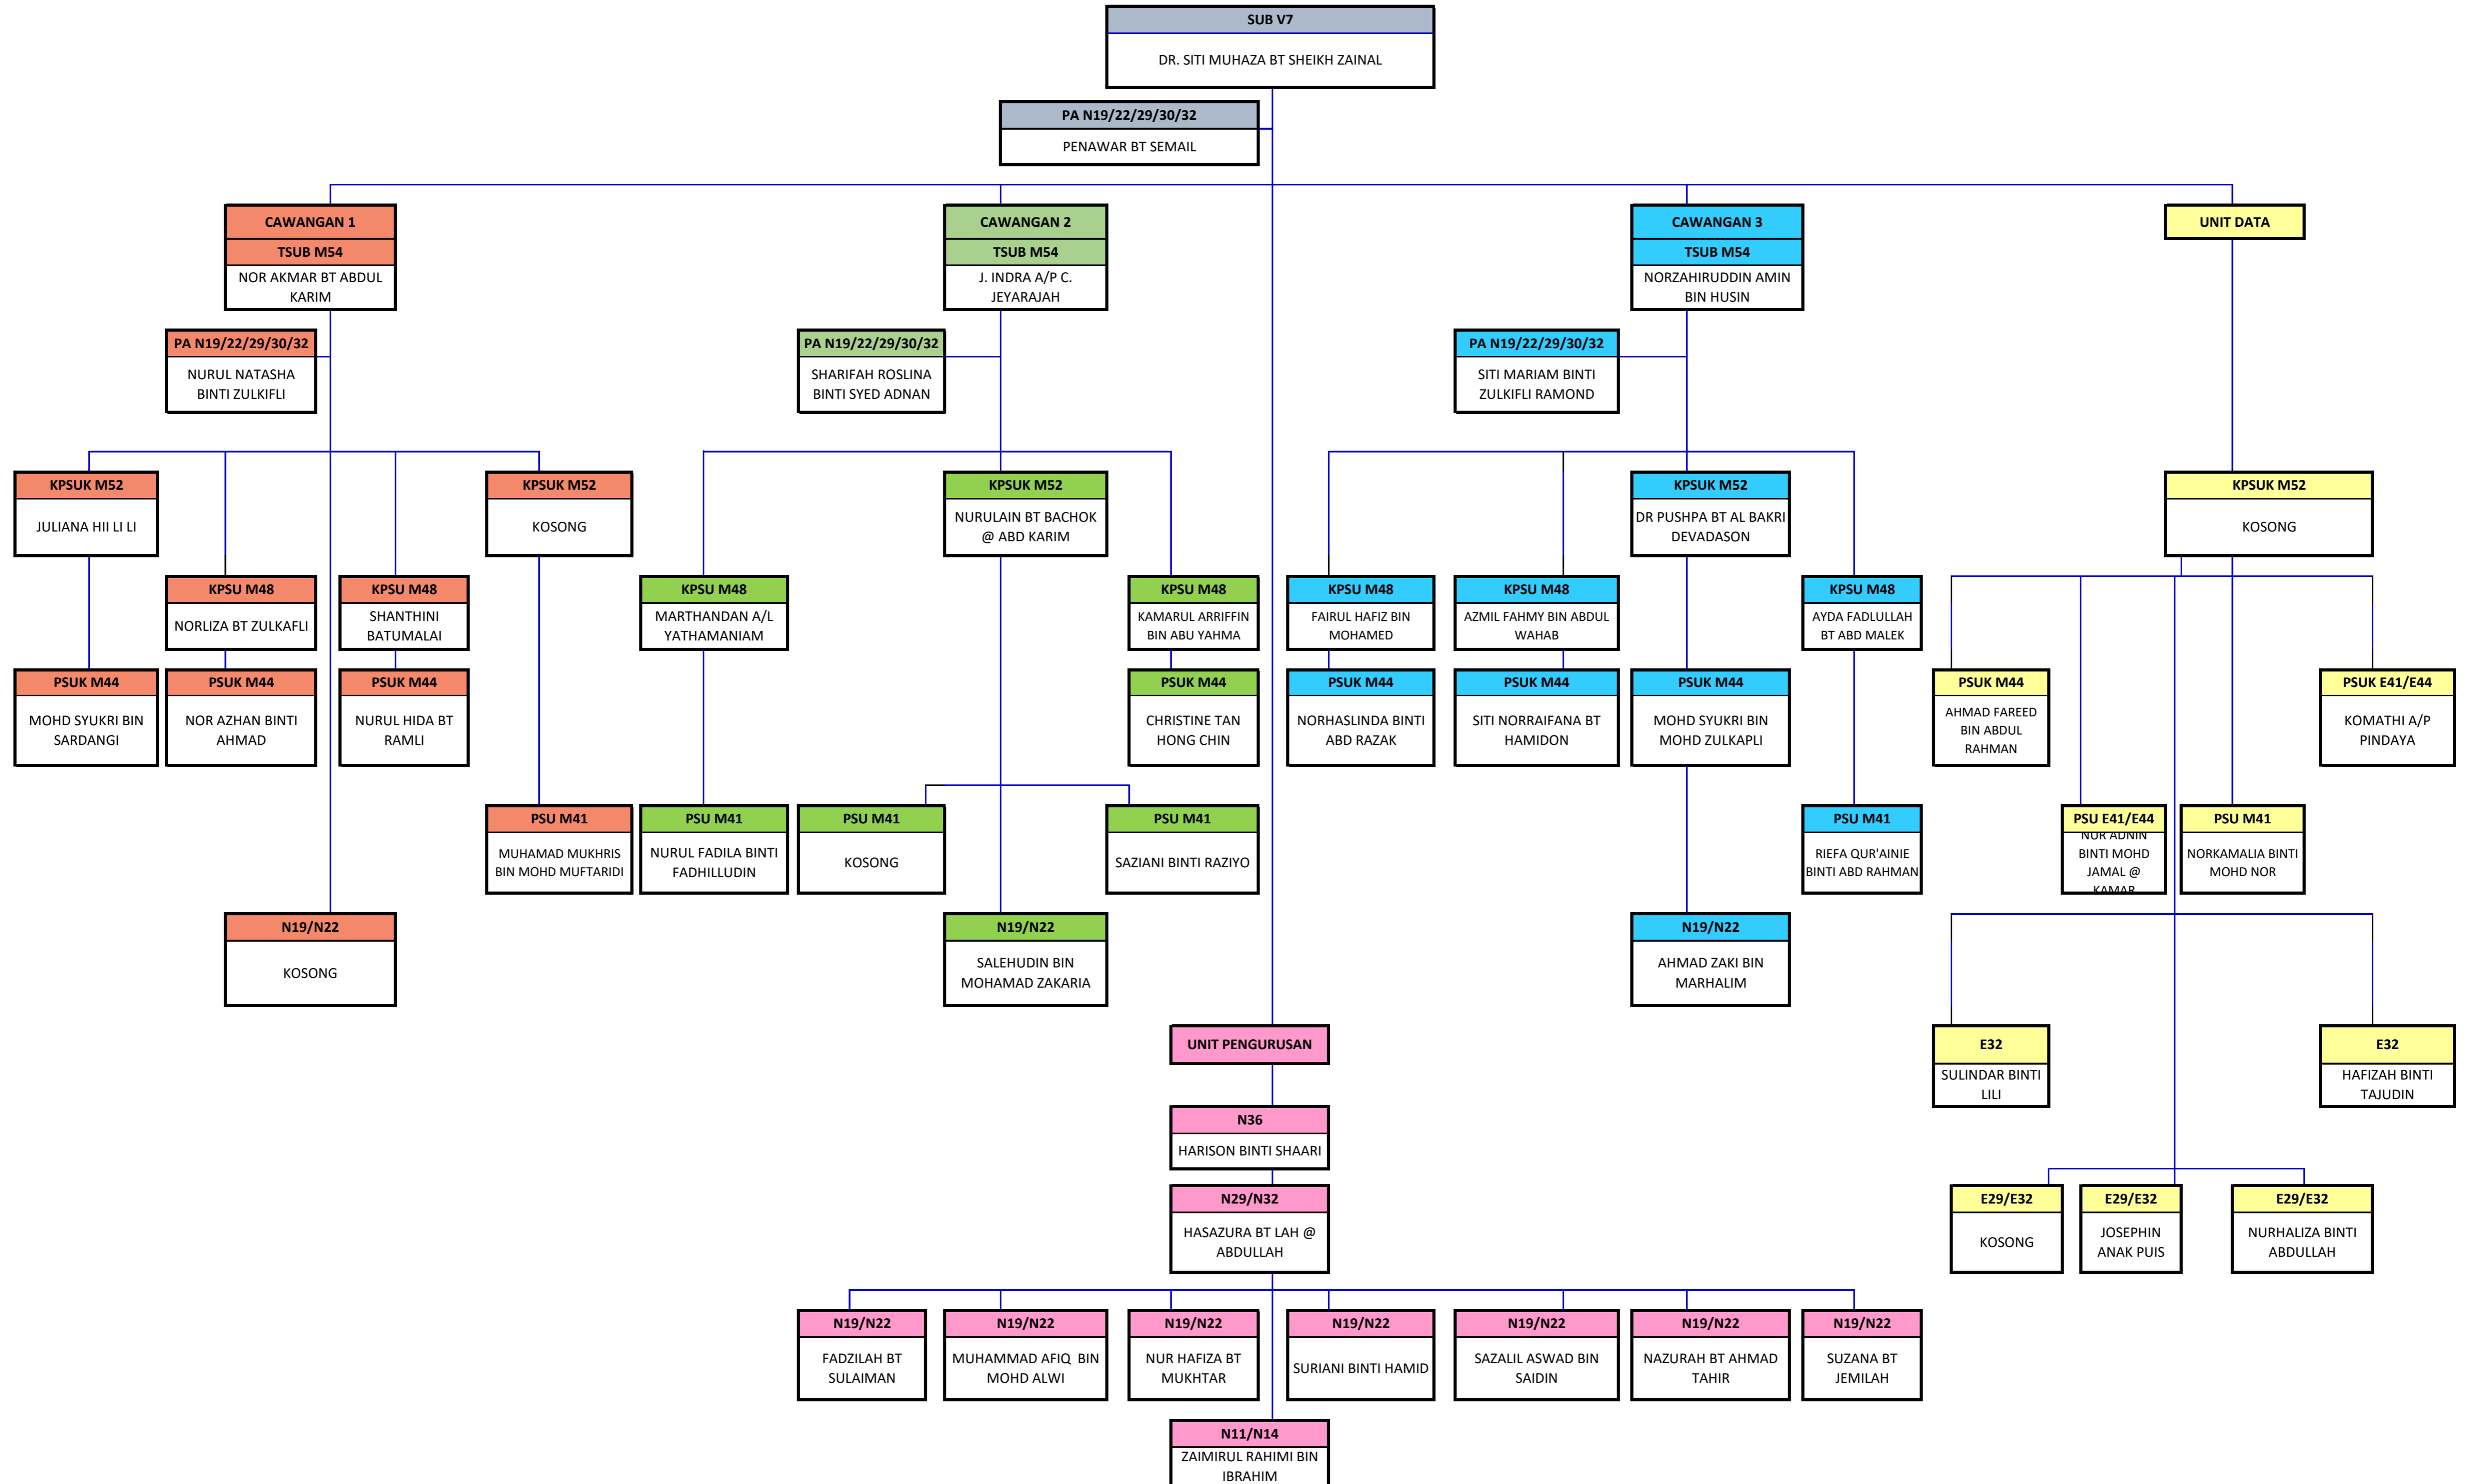 SUB V7
DR. SITI MUHAZA BT SHEIKH ZAINAL
PA N19/22/29/30/32
PENAWAR BT SEMAIL
CAWANGAN 1
TSUB M54
NOR AKMAR BT ABDUL
KARIM
CAWANGAN 2
TSUB M54
J. INDRA A/P C.
JEYARAJAH
CAWANGAN 3
TSUB M54
NORZAHIRUDDIN AMIN
BIN HUSIN
UNIT DATA
PA N19/22/29/30/32
NURUL NATASHA
BINTI ZULKIFLI
PA N19/22/29/30/32
SHARIFAH ROSLINA
BINTI SYED ADNAN
PA N19/22/29/30/32
SITI MARIAM BINTI
ZULKIFLI RAMOND
KPSUK M52
JULIANA HII LI LI
KPSUK M52
KOSONG
KPSUK M52
NURULAIN BT BACHOK
@ ABD KARIM
KPSUK M52
DR PUSHPA BT AL BAKRI
DEVADASON
KPSUK M52
KOSONG
KPSU M48
NORLIZA BT ZULKAFLI
KPSU M48
SHANTHINI
BATUMALAI
KPSU M48
MARTHANDAN A/L
YATHAMANIAM
KPSU M48
KAMARUL ARRIFFIN
BIN ABU YAHMA
KPSU M48
FAIRUL HAFIZ BIN
MOHAMED
KPSU M48
AZMIL FAHMY BIN ABDUL
WAHAB
KPSU M48
AYDA FADLULLAH
BT ABD MALEK
PSUK M44
MOHD SYUKRI BIN
SARDANGI
PSUK M44
NOR AZHAN BINTI
AHMAD
PSUK M44
NURUL HIDA BT
RAMLI
PSUK M44
CHRISTINE TAN
HONG CHIN
PSUK M44
NORHASLINDA BINTI
ABD RAZAK
PSUK M44
SITI NORRAIFANA BT
HAMIDON
PSUK M44
MOHD SYUKRI BIN
MOHD ZULKAPLI
PSUK M44
AHMAD FAREED
BIN ABDUL
RAHMAN
PSUK E41/E44
KOMATHI A/P
PINDAYA
PSU M41
MUHAMAD MUKHRIS
BIN MOHD MUFTARIDI
PSU M41
NURUL FADILA BINTI
FADHILLUDIN
PSU M41
KOSONG
PSU M41
SAZIANI BINTI RAZIYO
PSU M41
RIEFA QUR'AINIE
BINTI ABD RAHMAN
PSU E41/E44
NUR ADNIN
BINTI MOHD
JAMAL @
KAMAR
PSU M41
NORKAMALIA BINTI
MOHD NOR
N19/N22
KOSONG
N19/N22
SALEHUDIN BIN
MOHAMAD ZAKARIA
N19/N22
AHMAD ZAKI BIN
MARHALIM
UNIT PENGURUSAN
E32
SULINDAR BINTI
LILI
E32
HAFIZAH BINTI
TAJUDIN
N36
HARISON BINTI SHAARI
N29/N32
HASAZURA BT LAH @
ABDULLAH
E29/E32
KOSONG
E29/E32
JOSEPHIN
ANAK PUIS
E29/E32
NURHALIZA BINTI
ABDULLAH
N19/N22
FADZILAH BT
SULAIMAN
N19/N22
MUHAMMAD AFIQ  BIN
MOHD ALWI
N19/N22
NUR HAFIZA BT
MUKHTAR
N19/N22
SURIANI BINTI HAMID
N19/N22
SAZALIL ASWAD BIN
SAIDIN
N19/N22
NAZURAH BT AHMAD
TAHIR
N19/N22
SUZANA BT
JEMILAH
N11/N14
ZAIMIRUL RAHIMI BIN
IBRAHIM